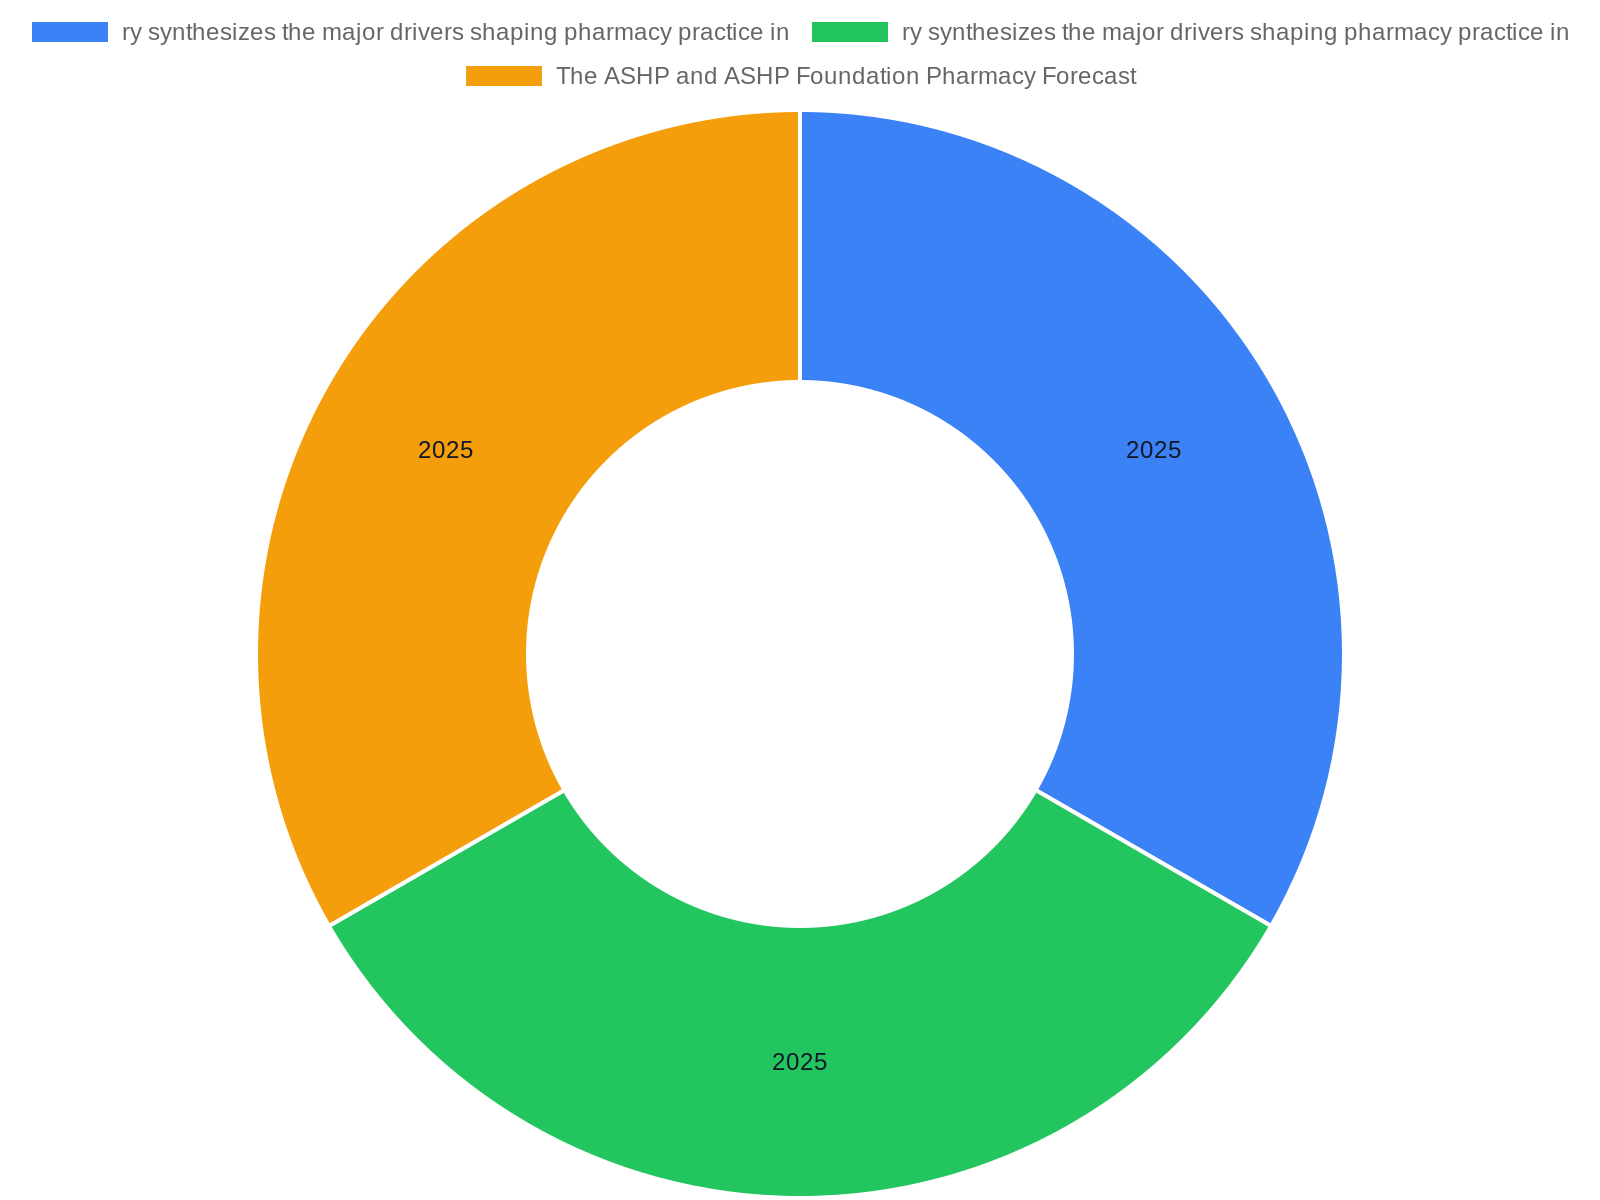 ry synthesizes the major drivers shaping pharmacy practice in ry synthesizes the major drivers shaping pharmacy practice in
The ASHP and ASHP Foundation Pharmacy Forecast
2025 2025
2025